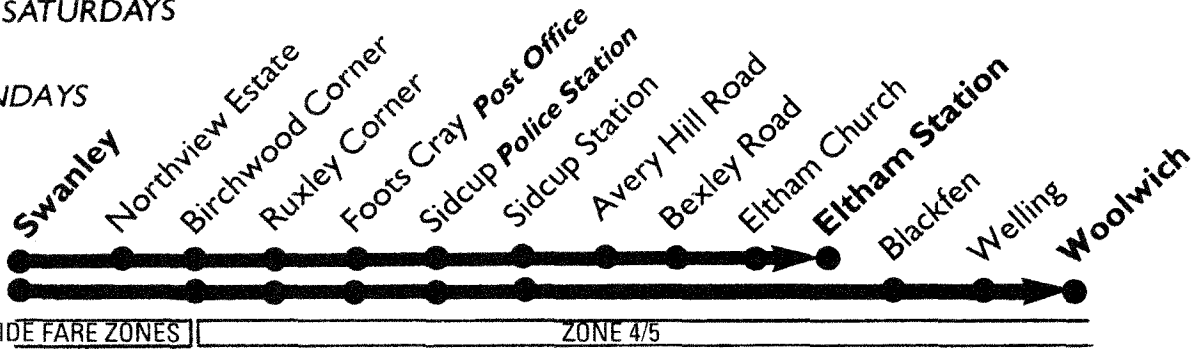 SATURDAYS
NDAYS
Swanley
Northview Estate
Birchwood Corner
Ruxley Corner
Foots Cray Post Office
Sidcup Police Station
Sidcup Station
Avery Hill Road
Bexley Road
Eltham Church
Eltham Station
Blackfen
Welling
Woolwich
IDE FARE ZONES
ZONE 4/5